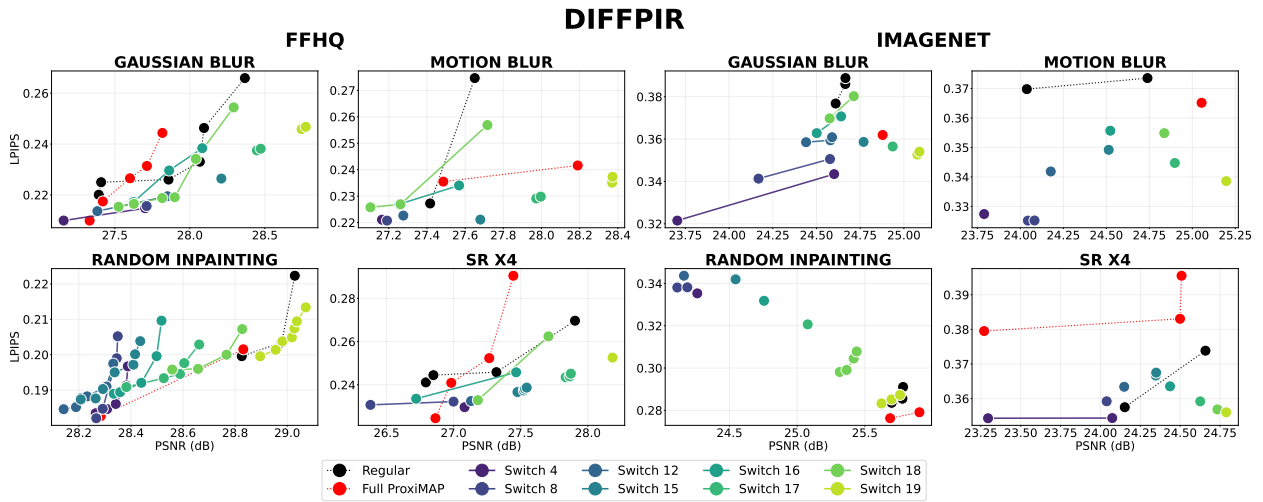 DIFFPIR
FFHQ IMAGENET
GAUSSIAN BLUR MOTION BLUR GAUSSIAN BLUR MOTION BLUR
LPIPS
0.26 0.24 0.22
27.5 28.0 28.5
0.27 0.26 0.25 0.24 0.23 0.22
27.2 27.4 27.6 27.8 28.0 28.2 28.4
0.38 0.36 0.34 0.32
23.75 24.00 24.25 24.50 24.75 25.00
0.37 0.36 0.35 0.34 0.33
23.75 24.00 24.25 24.50 24.75 25.00 25.25
RANDOM INPAINTING SR X4 RANDOM INPAINTING SR X4
LPIPS
0.22 0.21 0.20 0.19
28.2 28.4 28.6 28.8 29.0
0.28 0.26 0.24
26.5 27.0 27.5 28.0
0.34 0.32 0.30 0.28
24.5 25.0 25.5
0.39 0.38 0.37 0.36
23.25 23.50 23.75 24.00 24.25 24.50 24.75
PSNR (dB) PSNR (dB) PSNR (dB) PSNR (dB)
Regular Switch 4 Switch 12 Switch 16 Switch 18
Full ProxiMAP Switch 8 Switch 15 Switch 17 Switch 19